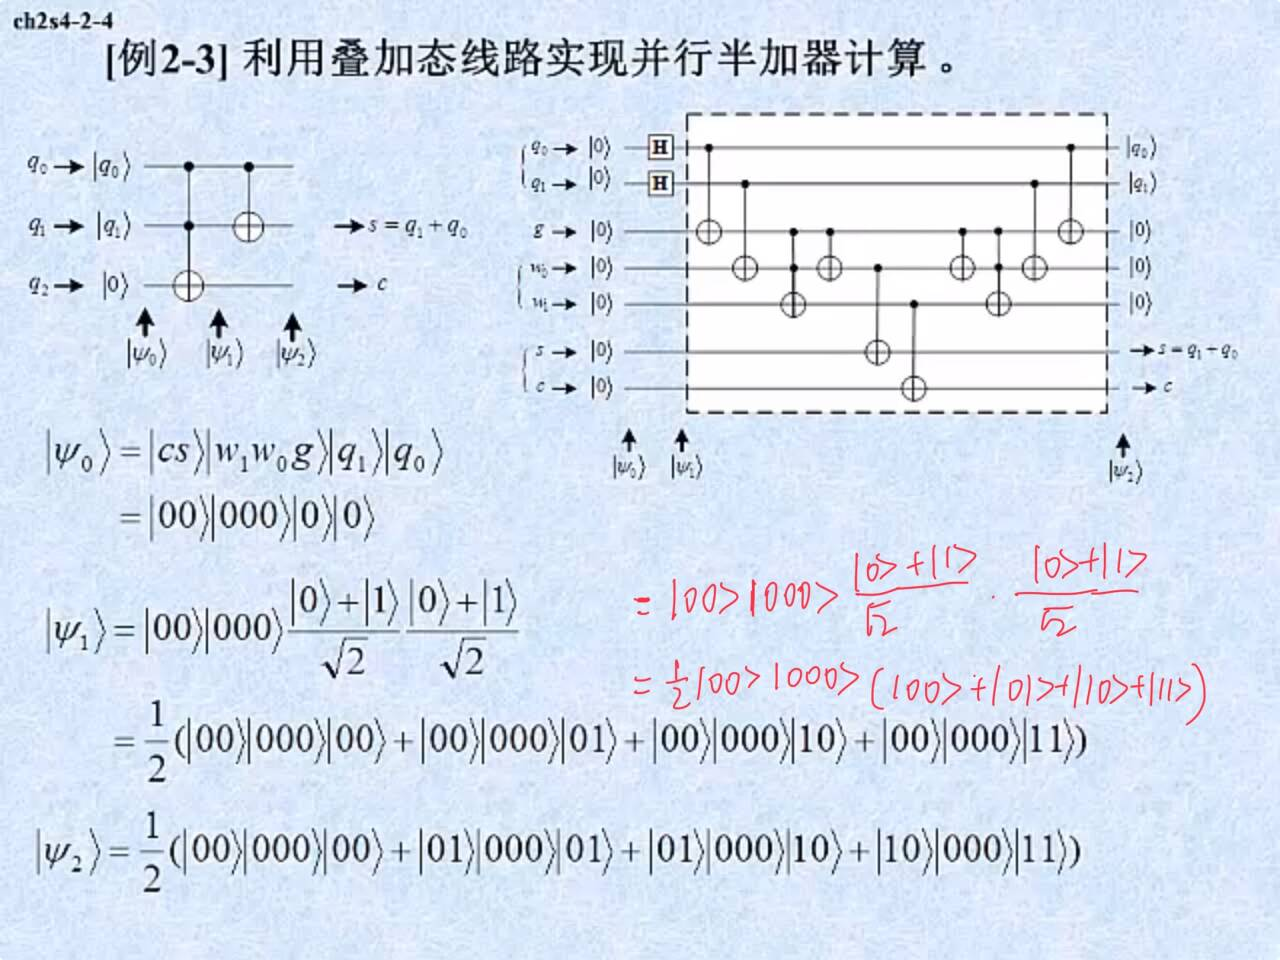 ch2s4-2-4
[例2-3] 利用叠加态线路实现并行半加器计算。
q₀ → |q₀⟩
q₁ → |q₁⟩ → s = q₁ + q₀
q₂ → |0⟩ → c
|ψ₀⟩ |ψ₁⟩ |ψ₂⟩
q₀ → |0⟩ H |q₀⟩
q₁ → |0⟩ H |q₁⟩
g → |0⟩ |0⟩
w₀ → |0⟩ |0⟩
w₁ → |0⟩ |0⟩
s → |0⟩ → s = q₁ + q₀
c → |0⟩ → c
|ψ₀⟩ |ψ₁⟩ |ψ₂⟩
|ψ₀⟩ = |cs⟩|w₁w₀g⟩|q₁⟩|q₀⟩
= |00⟩|000⟩|0⟩|0⟩
|ψ₁⟩ = |00⟩|000⟩ (|0⟩+|1⟩)/√2 (|0⟩+|1⟩)/√2
= |00>|000> (|0>+|1>)/√2 · (|0>+|1>)/√2
= 1/2 |00>|000> (|00>+|01>+|10>+|11>)
= 1/2 (|00⟩|000⟩|00⟩ + |00⟩|000⟩|01⟩ + |00⟩|000⟩|10⟩ + |00⟩|000⟩|11⟩)
|ψ₂⟩ = 1/2 (|00⟩|000⟩|00⟩ + |01⟩|000⟩|01⟩ + |01⟩|000⟩|10⟩ + |10⟩|000⟩|11⟩)